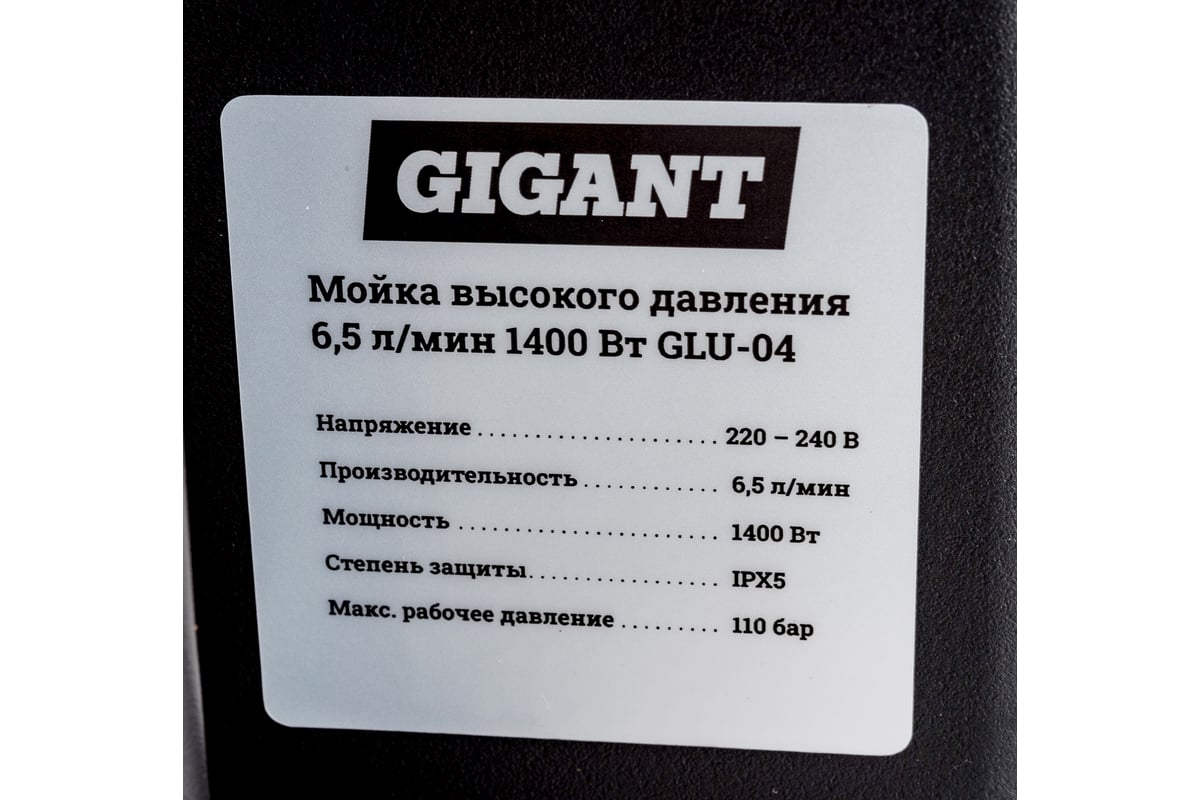 GIGANT
Мойка высокого давления
6,5 л/мин 1400 Вт GLU-04
Напряжение ..................... 220 – 240 В
Производительность ............ 6,5 л/мин
Мощность ....................... 1400 Вт
Степень защиты................. IPX5
Макс. рабочее давление ......... 110 бар